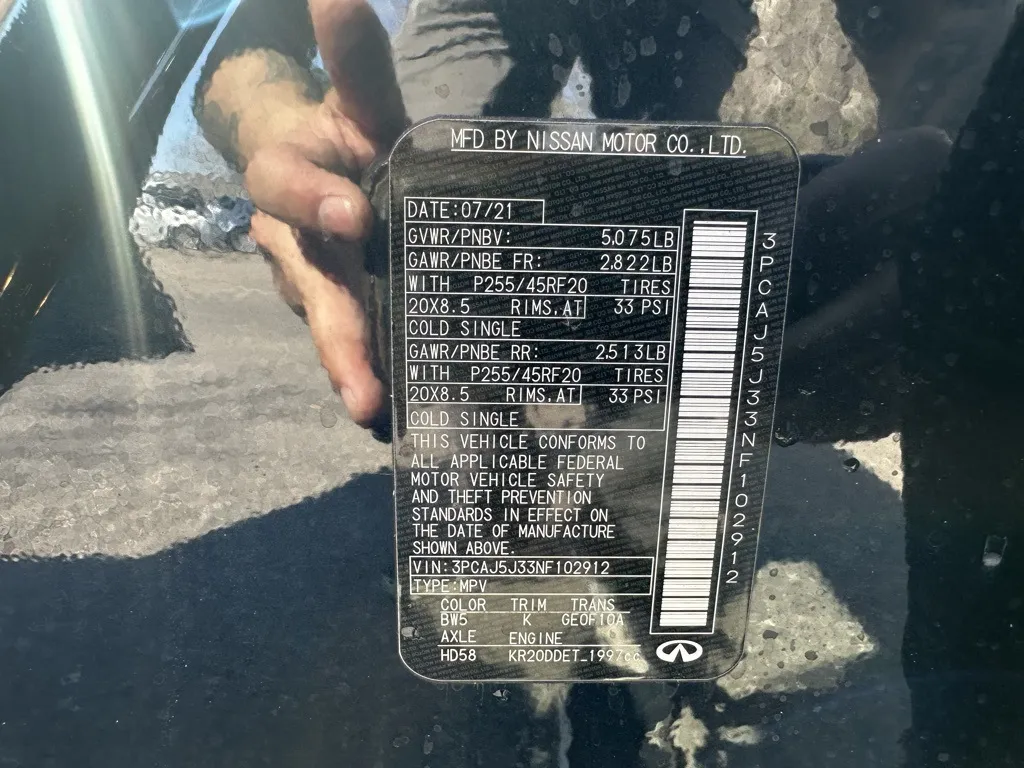 MFD BY NISSAN MOTOR CO.,LTD.
DATE:07/21
GVWR/PNBV: 5,075LB
GAWR/PNBE FR: 2,822LB
WITH P255/45RF20 TIRES
20X8.5 RIMS,AT 33 PSI
COLD SINGLE
GAWR/PNBE RR: 2,513LB
WITH P255/45RF20 TIRES
20X8.5 RIMS,AT 33 PSI
COLD SINGLE
THIS VEHICLE CONFORMS TO
ALL APPLICABLE FEDERAL
MOTOR VEHICLE SAFETY
AND THEFT PREVENTION
STANDARDS IN EFFECT ON
THE DATE OF MANUFACTURE
SHOWN ABOVE.
VIN:3PCAJ5J33NF102912
TYPE:MPV
COLOR TRIM TRANS
BW5 K GE0F10A
AXLE ENGINE
HD58 KR20DDET_1997cc
3PCAJ5J33NF102912